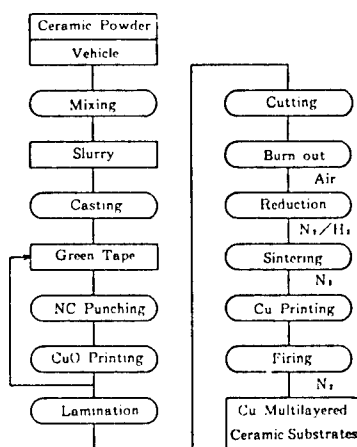 Ceramic Powder
Vehicle
Mixing
Slurry
Casting
Green Tape
NC Punching
CuO Printing
Lamination
Cutting
Burn out
Air
Reduction
N₂/H₂
Sintering
N₂
Cu Printing
Firing
N₂
Cu Multilayered
Ceramic Substrates